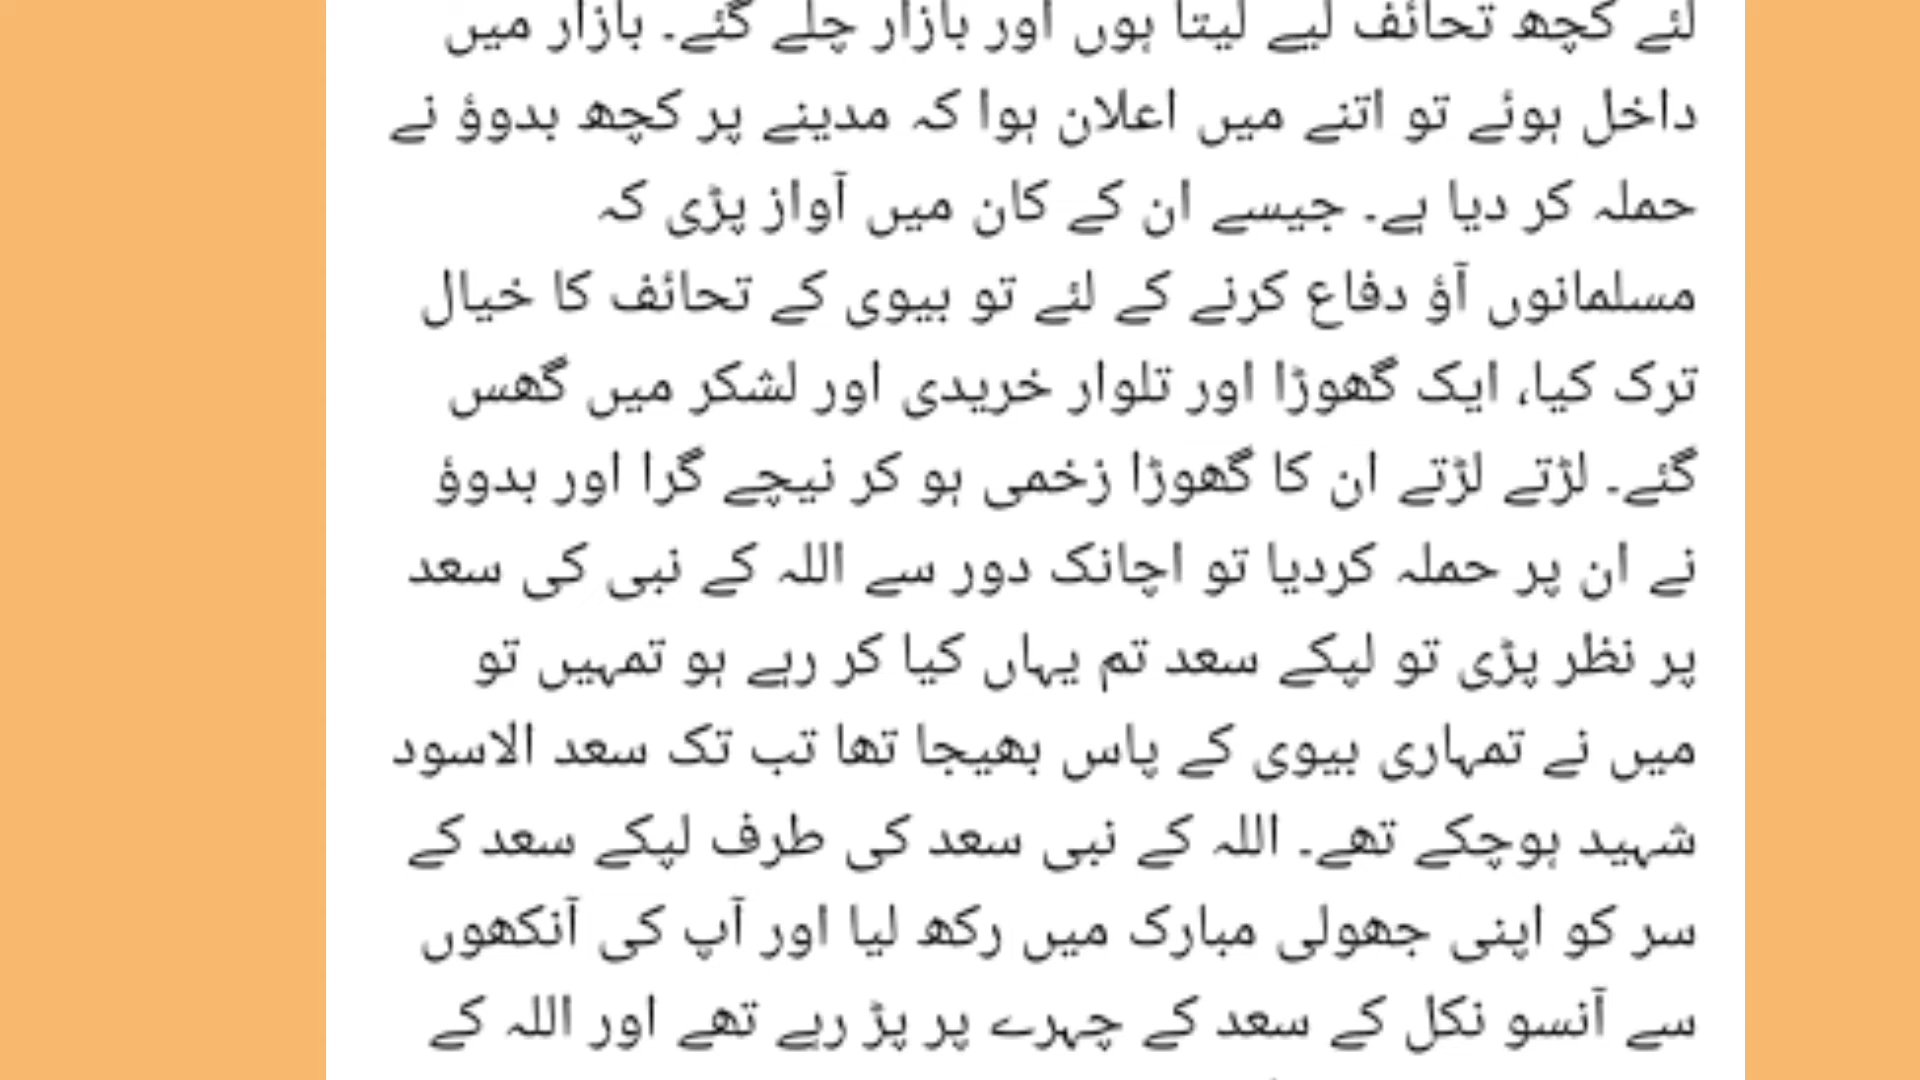 لئے کچھ تحائف لیے لیتا ہوں اور بازار چلے گئے۔ بازار میں
داخل ہوئے تو اتنے میں اعلان ہوا کہ مدینے پر کچھ بدوؤ نے
حملہ کر دیا ہے۔ جیسے ان کے کان میں آواز پڑی کہ
مسلمانوں آؤ دفاع کرنے کے لئے تو بیوی کے تحائف کا خیال
ترک کیا، ایک گھوڑا اور تلوار خریدی اور لشکر میں گھس
گئے۔ لڑتے لڑتے ان کا گھوڑا زخمی ہو کر نیچے گرا اور بدوؤ
نے ان پر حملہ کردیا تو اچانک دور سے اللہ کے نبی کی سعد
پر نظر پڑی تو لپکے سعد تم یہاں کیا کر رہے ہو تمہیں تو
میں نے تمہاری بیوی کے پاس بھیجا تھا تب تک سعد الاسود
شہید ہوچکے تھے۔ اللہ کے نبی سعد کی طرف لپکے سعد کے
سر کو اپنی جھولی مبارک میں رکھ لیا اور آپ کی آنکھوں
سے آنسو نکل کے سعد کے چہرے پر پڑ رہے تھے اور اللہ کے